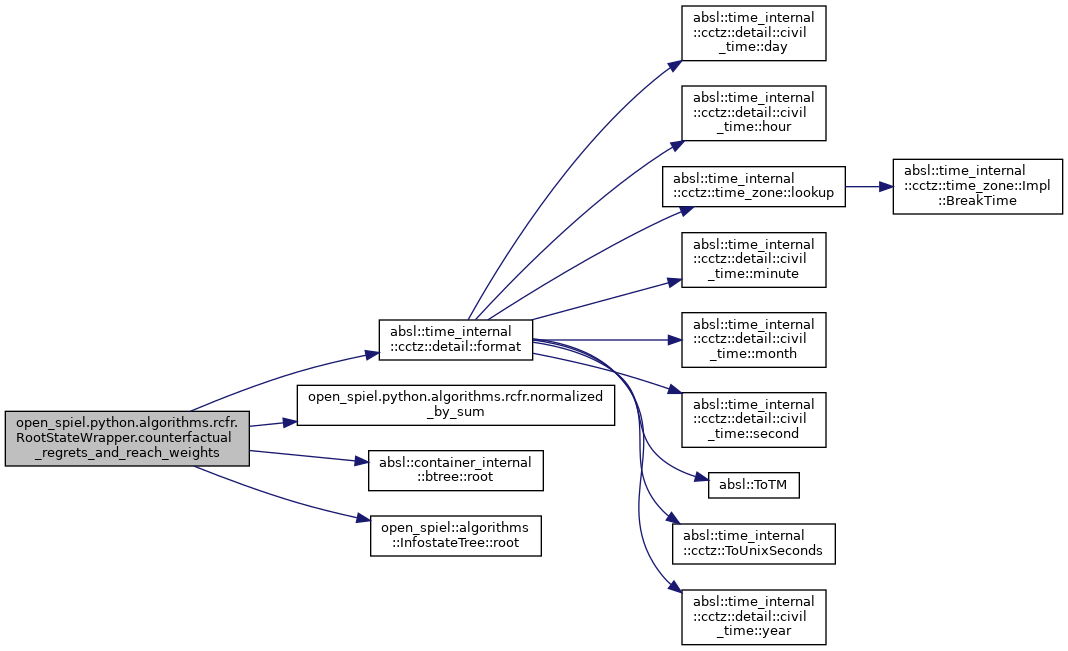 open_spiel.python.algorithms.rcfr.
RootStateWrapper.counterfactual
_regrets_and_reach_weights
absl::time_internal
::cctz::detail::format
open_spiel.python.algorithms.rcfr.normalized
_by_sum
absl::container_internal
::btree::root
open_spiel::algorithms
::InfostateTree::root
absl::time_internal
::cctz::detail::civil
_time::day
absl::time_internal
::cctz::detail::civil
_time::hour
absl::time_internal
::cctz::time_zone::lookup
absl::time_internal
::cctz::detail::civil
_time::minute
absl::time_internal
::cctz::detail::civil
_time::month
absl::time_internal
::cctz::detail::civil
_time::second
absl::ToTM
absl::time_internal
::cctz::ToUnixSeconds
absl::time_internal
::cctz::detail::civil
_time::year
absl::time_internal
::cctz::time_zone::Impl
::BreakTime